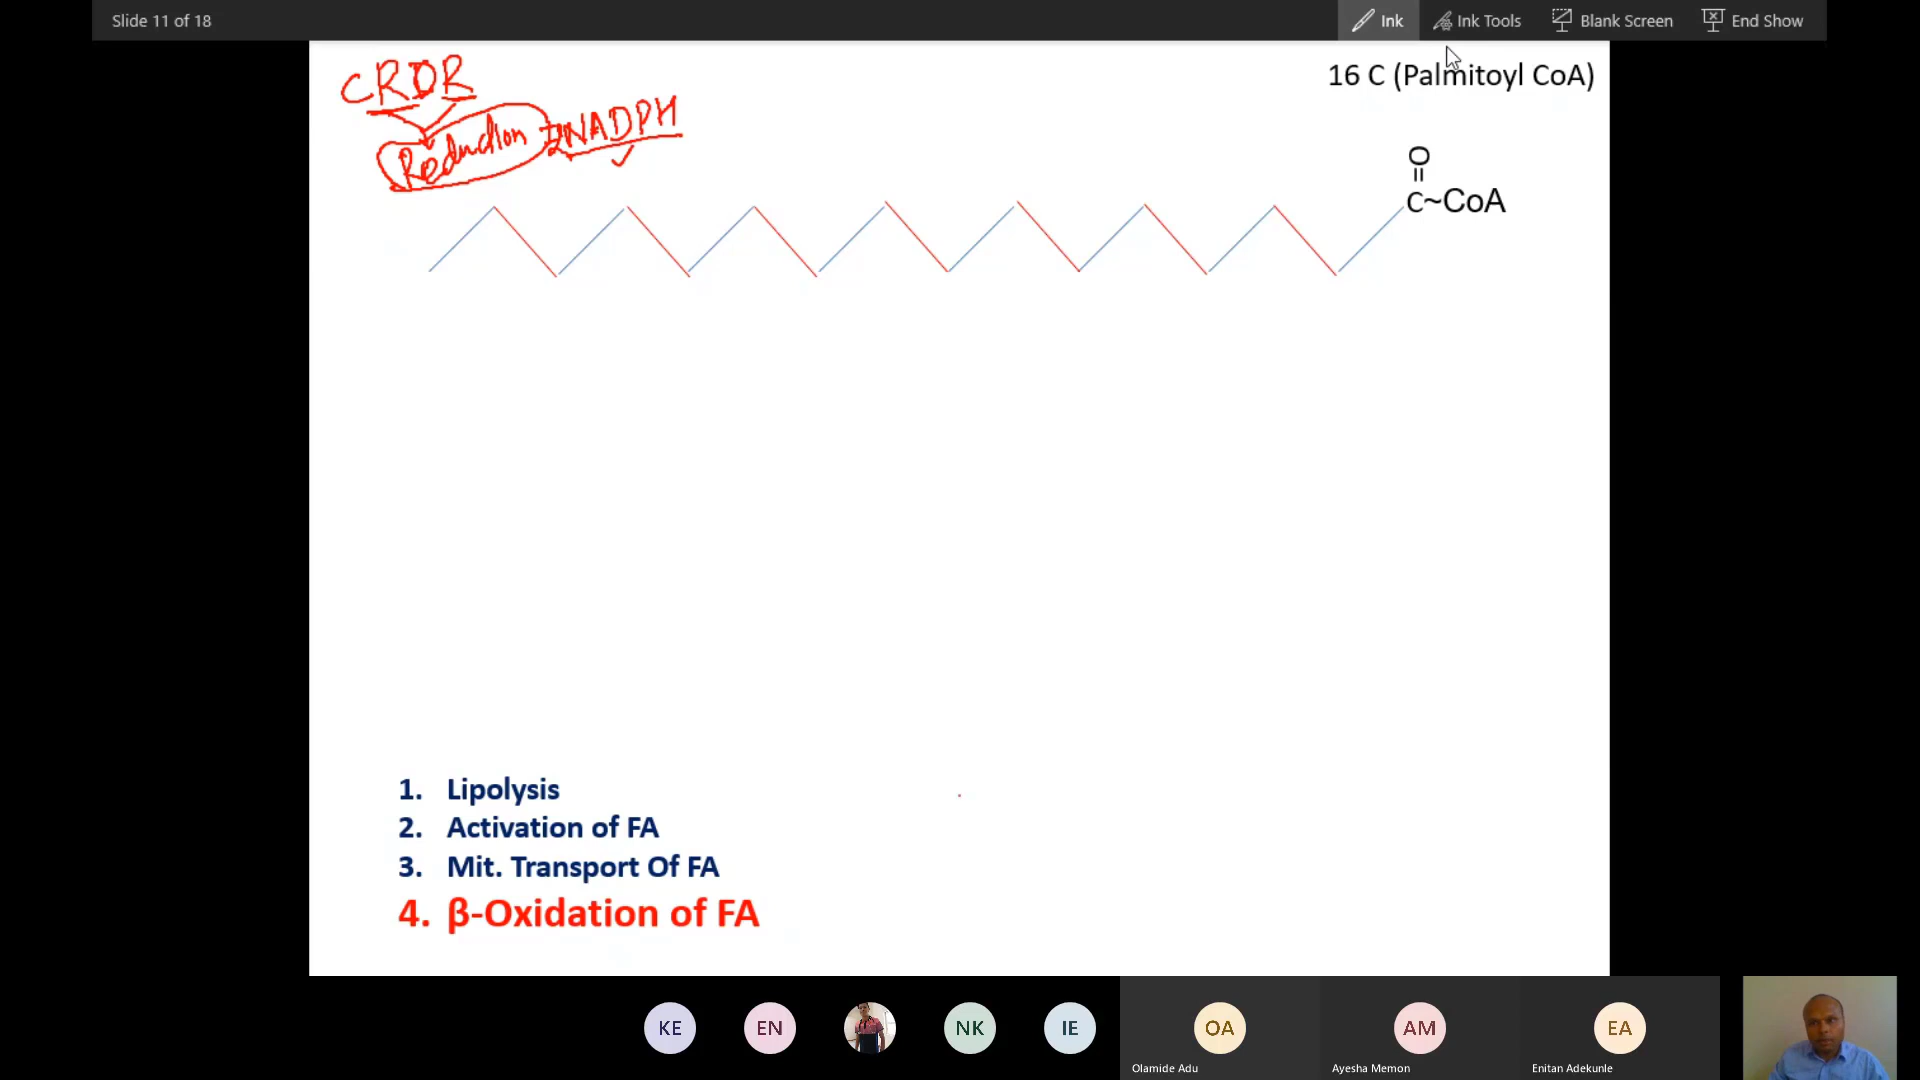 Slide 11 of 18 Ink Ink Tools Blank Screen End Show
CRDR
16 C (Palmitoyl CoA)
Reduction 2NADPH
O
=
C~CoA
1. Lipolysis
2. Activation of FA
3. Mit. Transport Of FA
4. β-Oxidation of FA
KE EN NK IE OA AM EA
Olamide Adu Ayesha Memon Enitan Adekunle